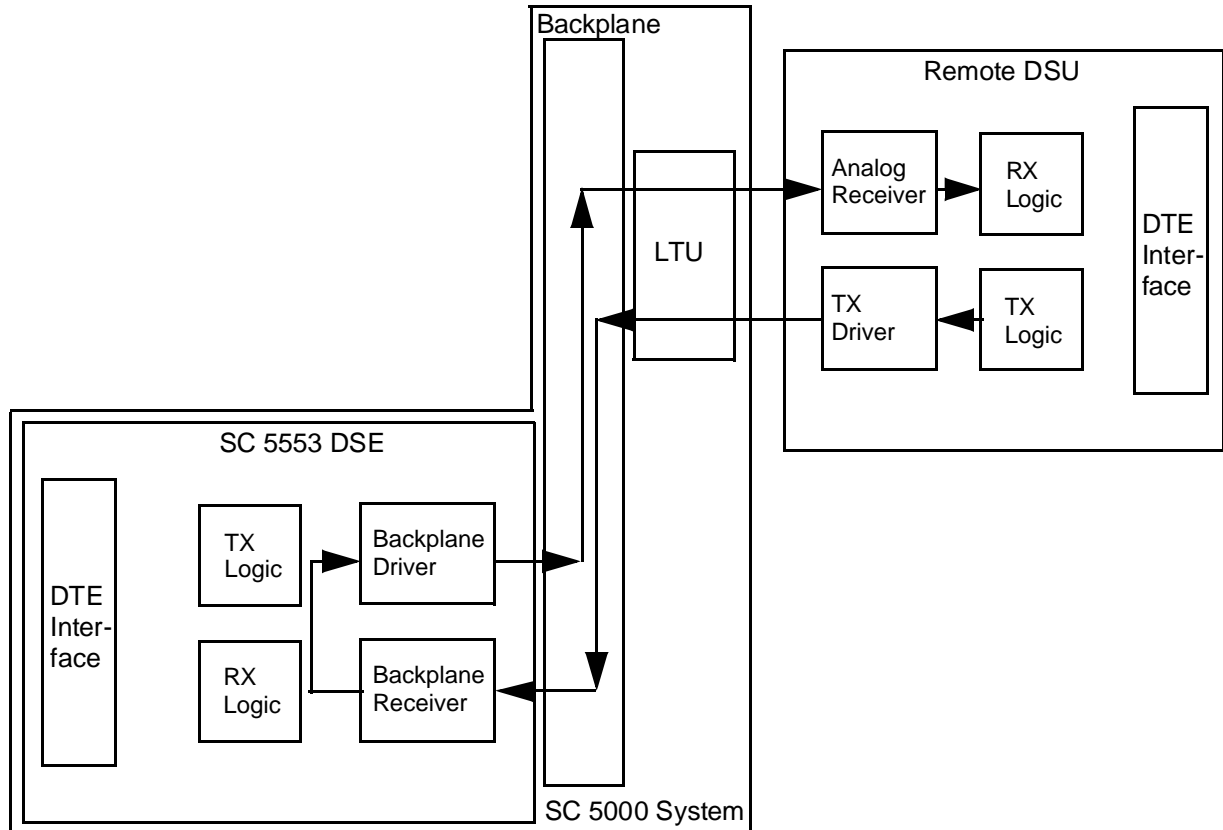 Backplane
Remote DSU
Analog
Receiver
RX
Logic
DTE
Inter-
face
LTU
TX
Driver
TX
Logic
SC 5553 DSE
TX
Logic
Backplane
Driver
DTE
Inter-
face
RX
Logic
Backplane
Receiver
SC 5000 System